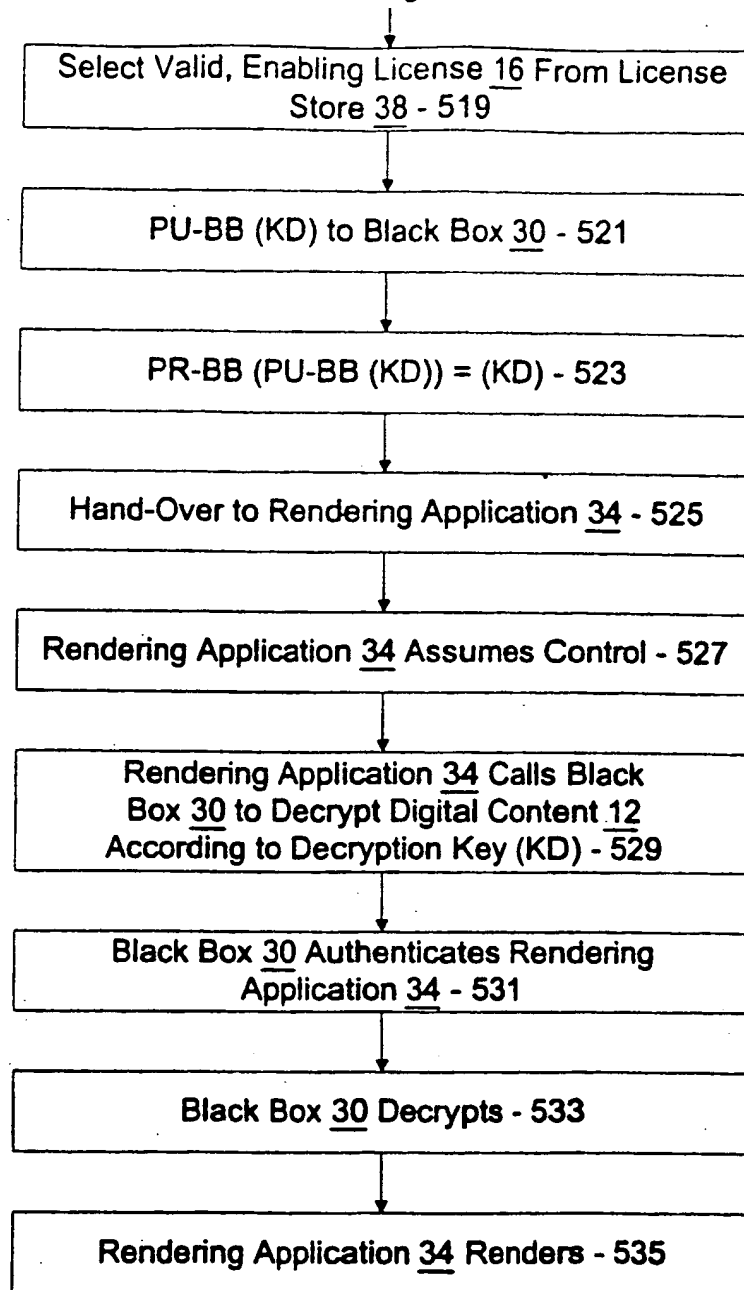 Select Valid, Enabling License 16 From License
Store 38 - 519
PU-BB (KD) to Black Box 30 - 521
PR-BB (PU-BB (KD)) = (KD) - 523
Hand-Over to Rendering Application 34 - 525
Rendering Application 34 Assumes Control - 527
Rendering Application 34 Calls Black
Box 30 to Decrypt Digital Content 12
According to Decryption Key (KD) - 529
Black Box 30 Authenticates Rendering
Application 34 - 531
Black Box 30 Decrypts - 533
Rendering Application 34 Renders - 535